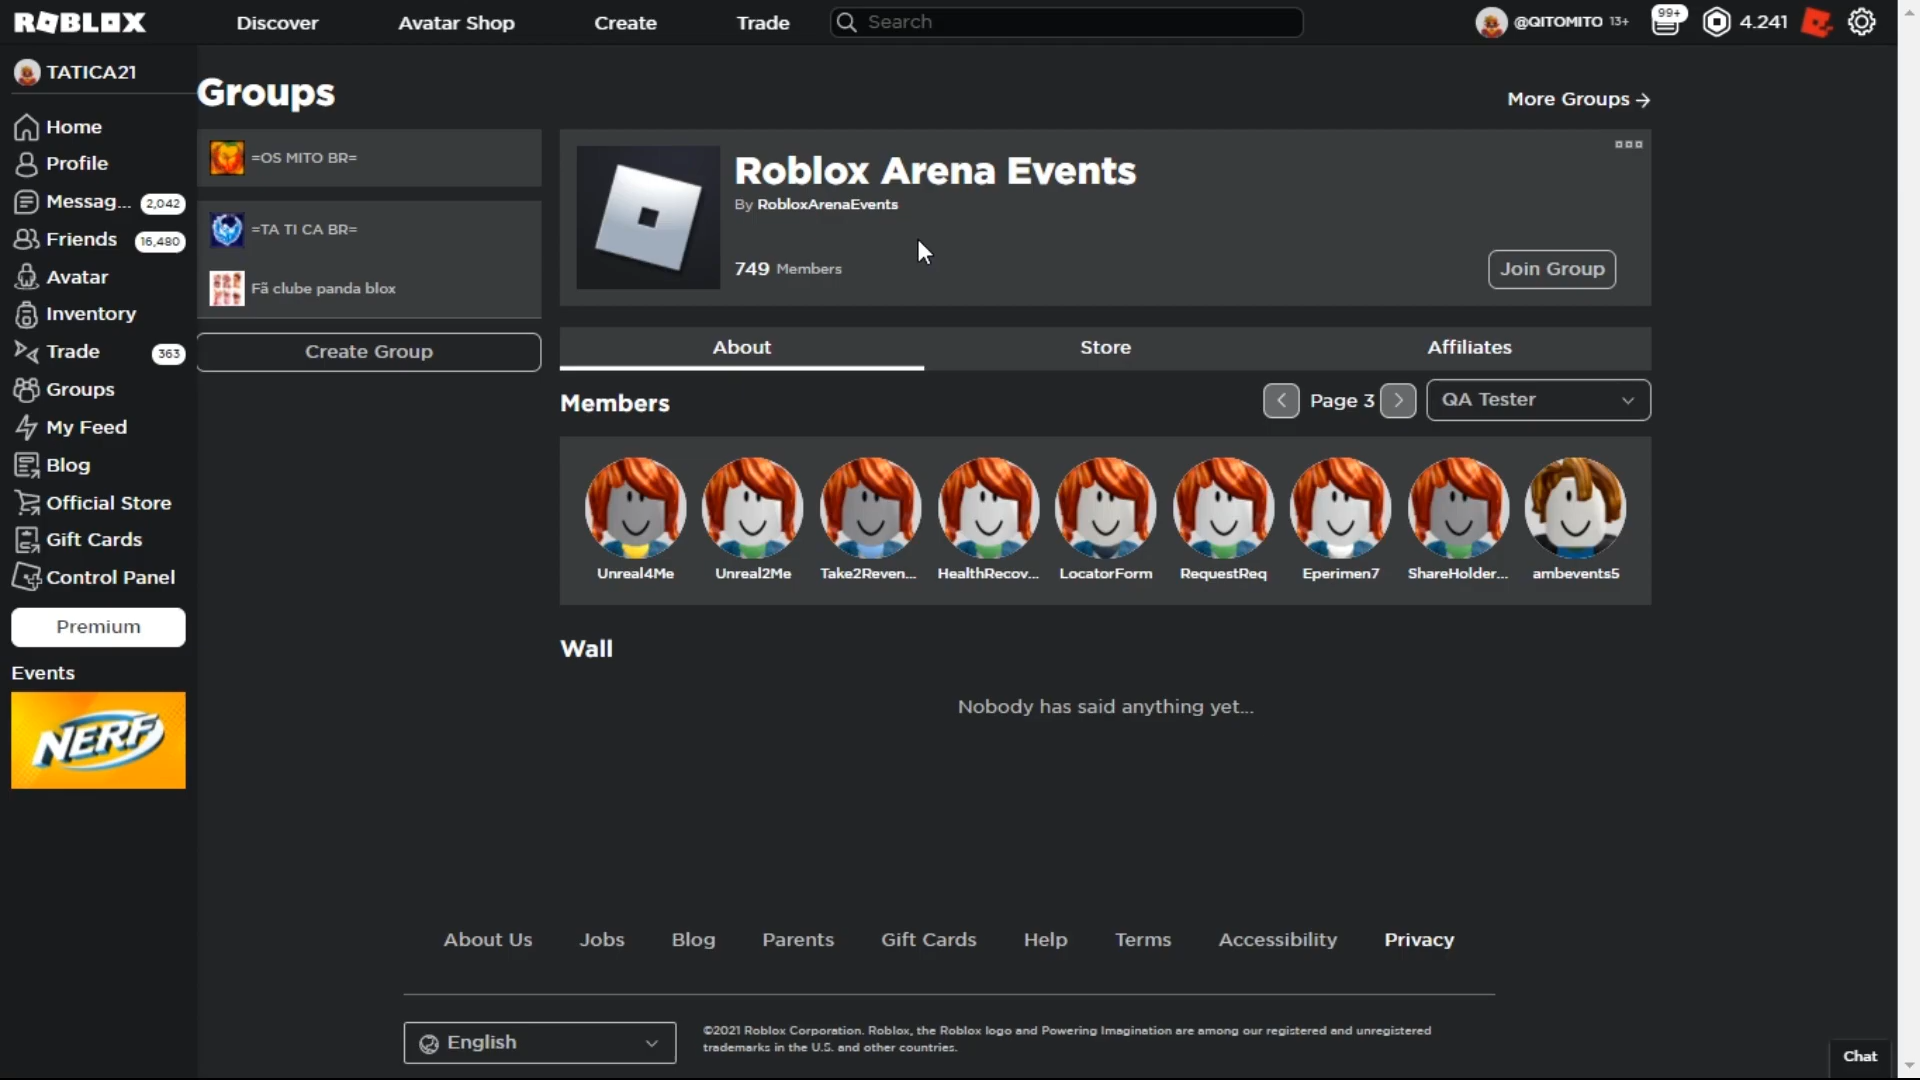 ROBLOX
Discover
Avatar Shop
Create
Trade
Search
@QITOMITO 13+
99+
4.241
TATICA21
Home
Profile
Messag... 2,042
Friends 16,480
Avatar
Inventory
Trade 363
Groups
My Feed
Blog
Official Store
Gift Cards
Control Panel
Premium
Events
NERF
Groups
More Groups →
=OS MITO BR=
=TA TI CA BR=
Fã clube panda blox
Create Group
Roblox Arena Events
By RobloxArenaEvents
749 Members
Join Group
About
Store
Affiliates
Members
Page 3
QA Tester
Unreal4Me
Unreal2Me
Take2Reven...
HealthRecov...
LocatorForm
RequestReq
Eperimen7
ShareHolder...
ambevents5
Wall
Nobody has said anything yet...
About Us
Jobs
Blog
Parents
Gift Cards
Help
Terms
Accessibility
Privacy
English
©2021 Roblox Corporation. Roblox, the Roblox logo and Powering Imagination are among our registered and unregistered
trademarks in the U.S. and other countries.
Chat